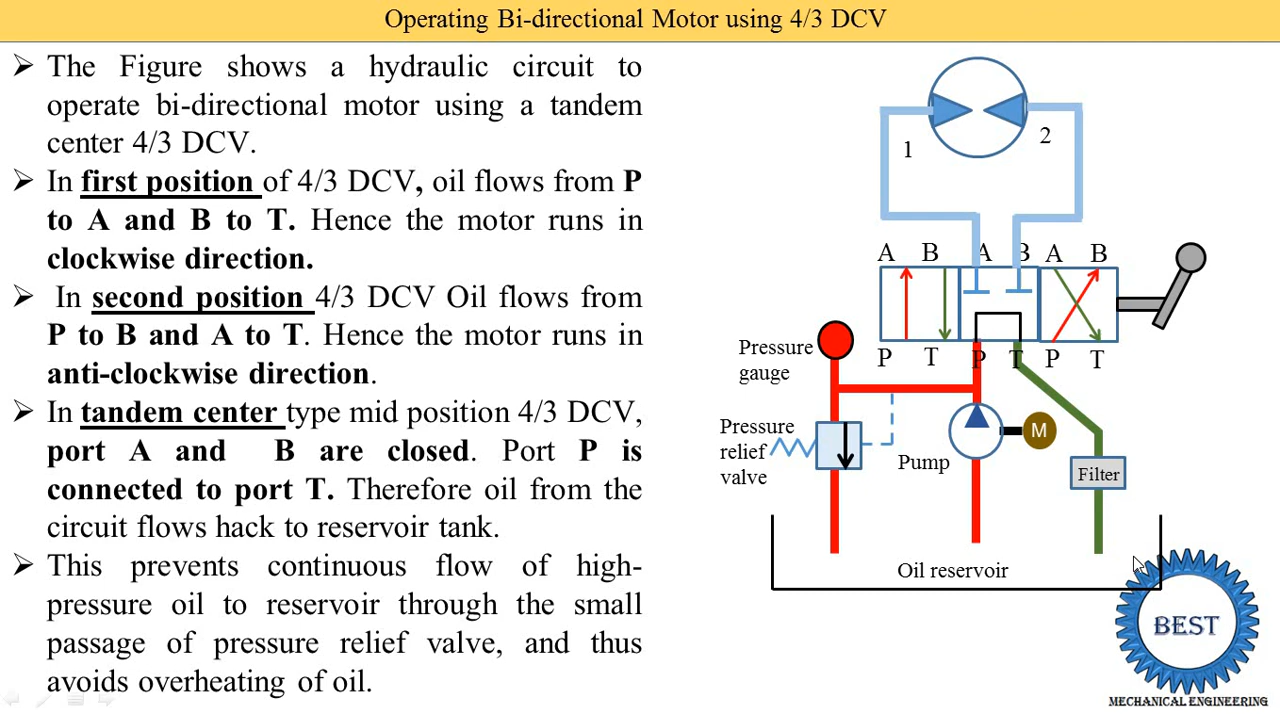 Operating Bi-directional Motor using 4/3 DCV
➢ The Figure shows a hydraulic circuit to
operate bi-directional motor using a tandem
center 4/3 DCV.
➢ In first position of 4/3 DCV, oil flows from P
to A and B to T. Hence the motor runs in
clockwise direction.
➢ In second position 4/3 DCV Oil flows from
P to B and A to T. Hence the motor runs in
anti-clockwise direction.
➢ In tandem center type mid position 4/3 DCV,
port A and B are closed. Port P is
connected to port T. Therefore oil from the
circuit flows hack to reservoir tank.
➢ This prevents continuous flow of high-
pressure oil to reservoir through the small
passage of pressure relief valve, and thus
avoids overheating of oil.
1
2
A B A B A B
P T P T P T
Pressure
gauge
Pressure
relief
valve
Pump
M
Filter
Oil reservoir
BEST
MECHANICAL ENGINEERING